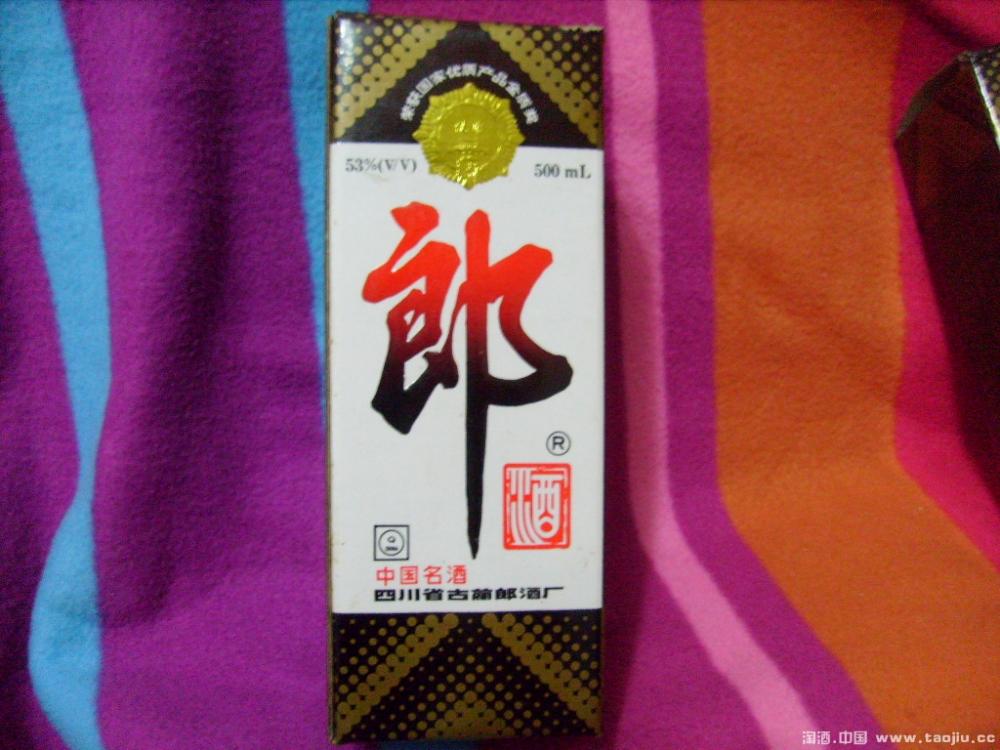 荣获国家优质产品金质奖
53%(V/V)
500 mL
郎
®
酒
中国名酒
四川省古蔺郎酒厂
淘酒.中国 www.taojiu.cc